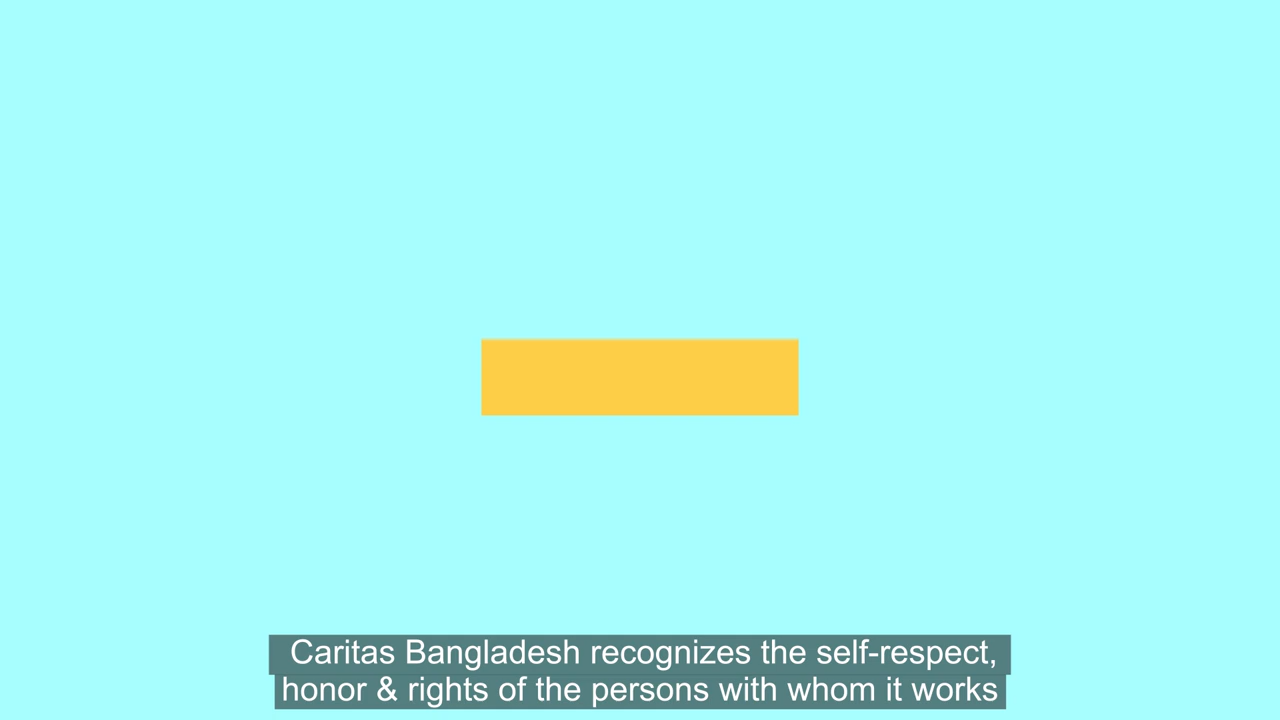 Caritas Bangladesh recognizes the self-respect,
honor & rights of the persons with whom it works